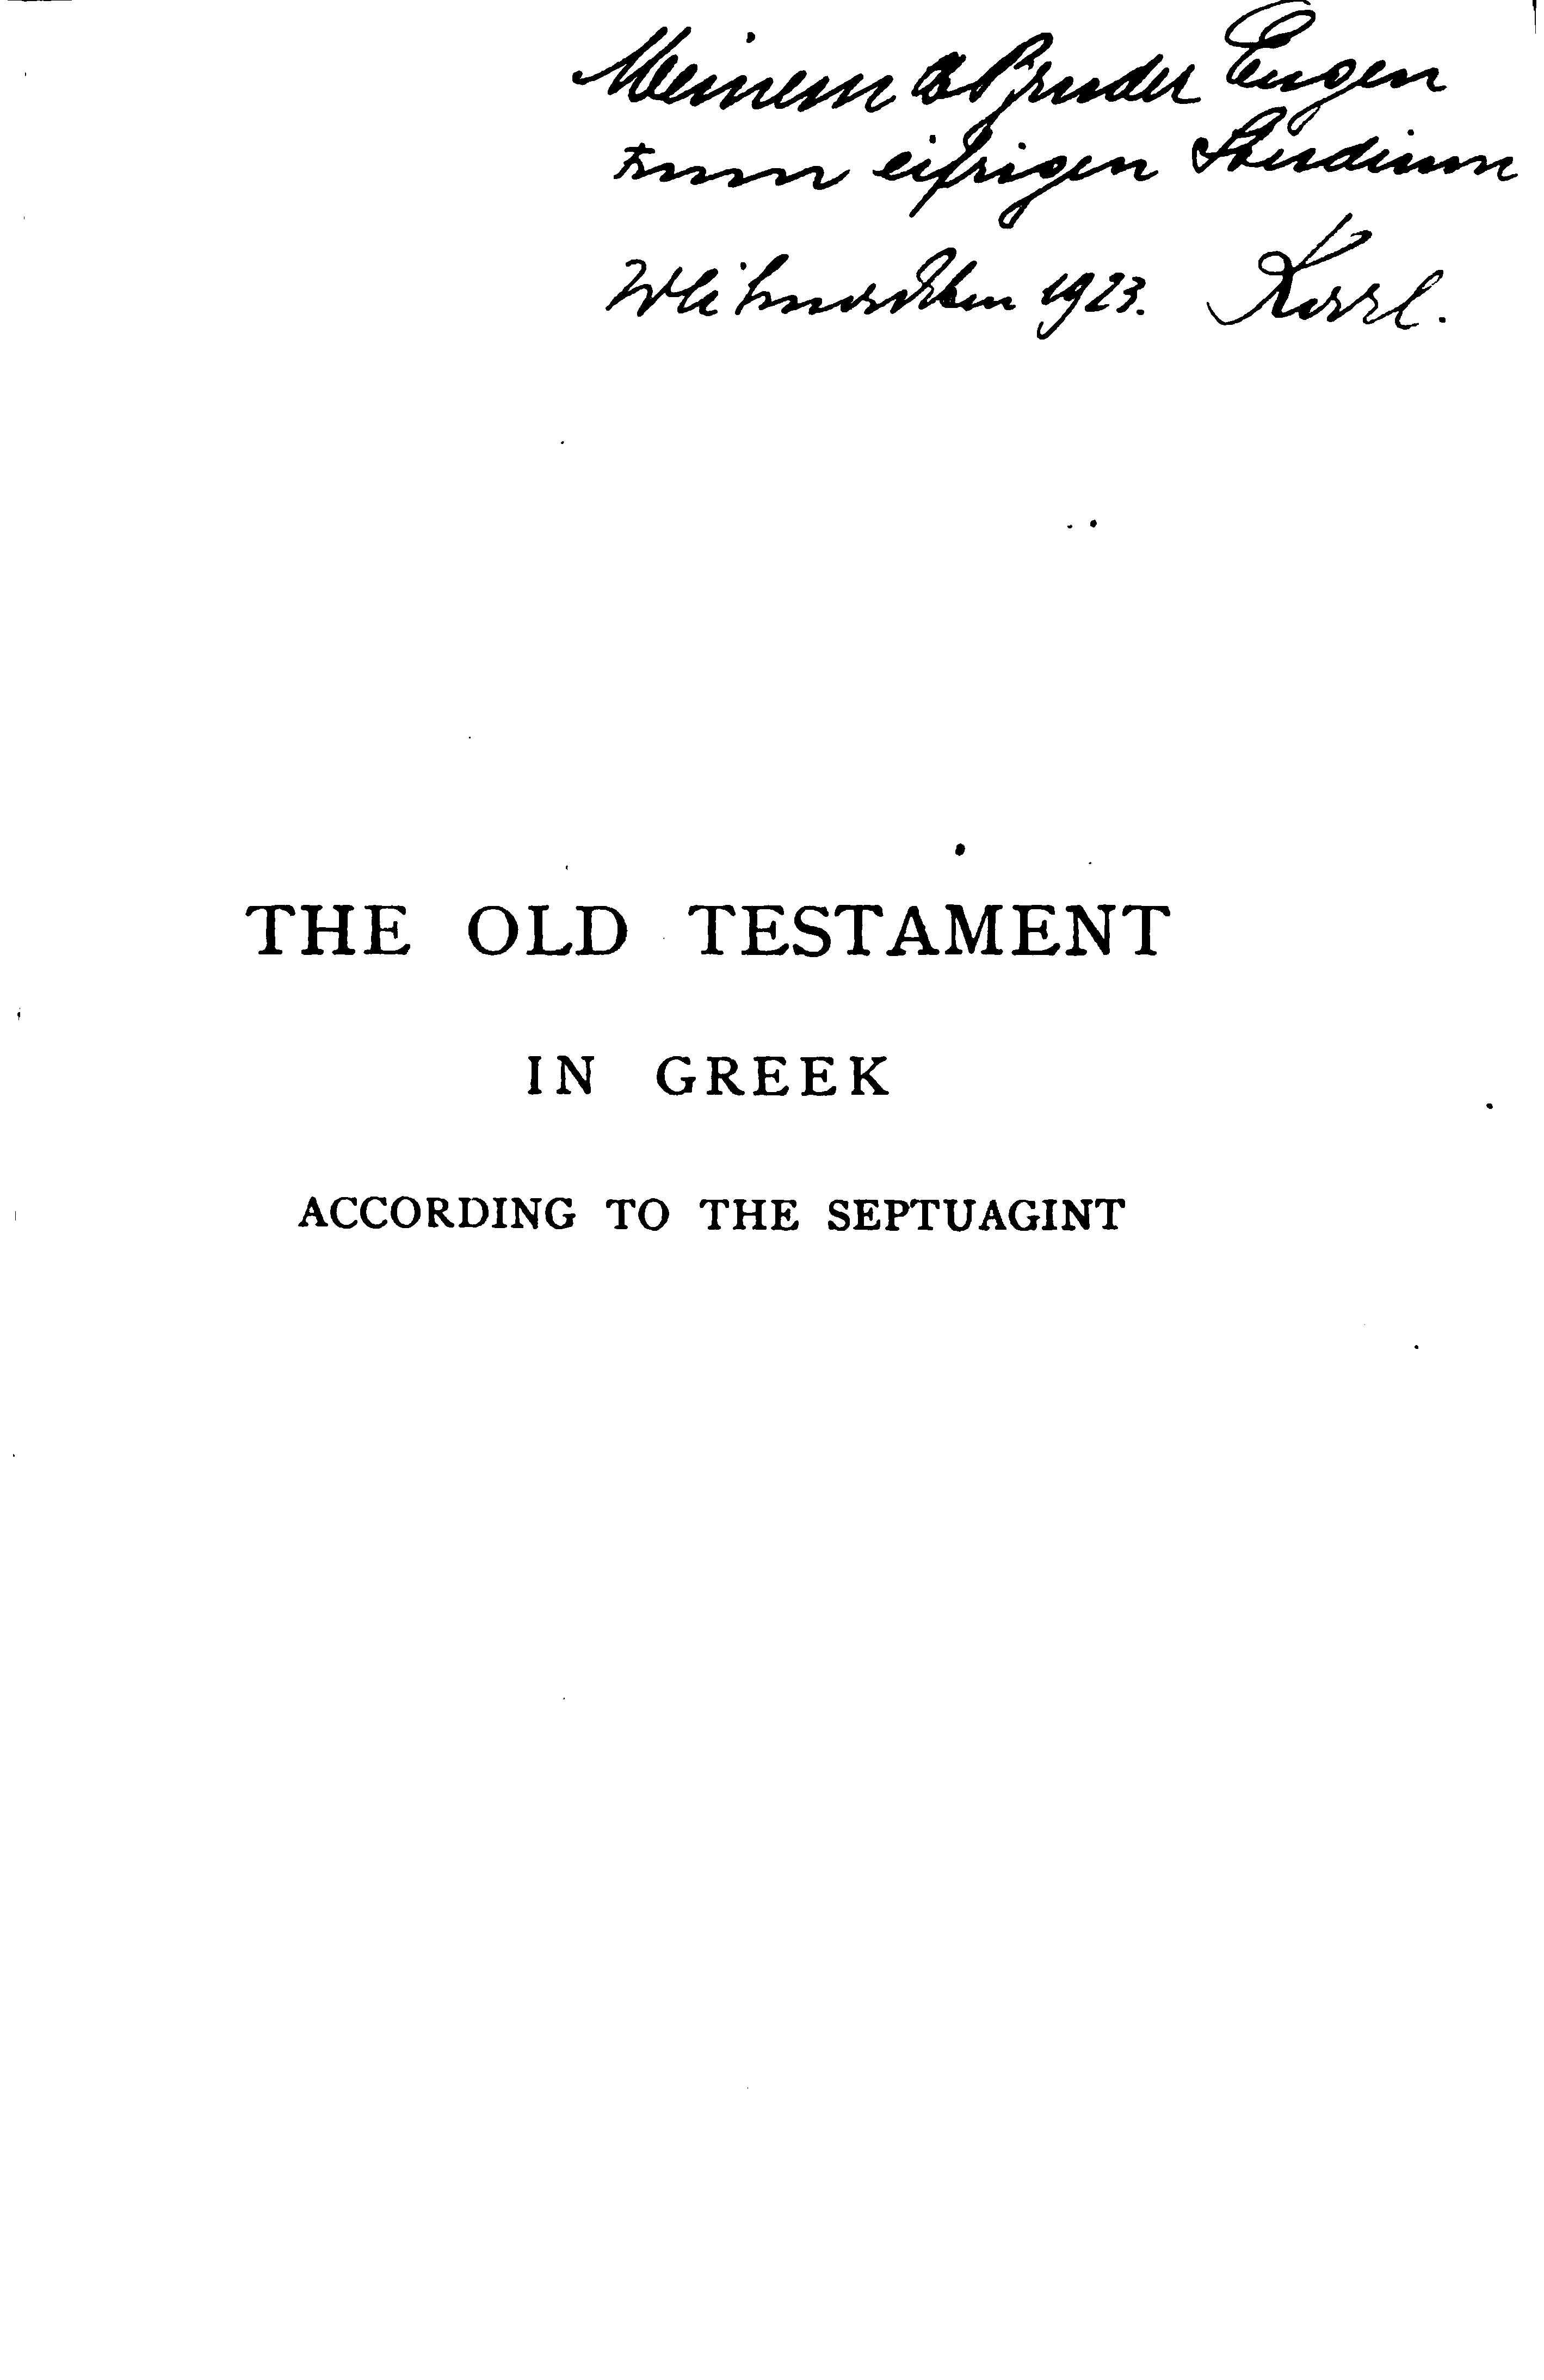 Meinem Bruder Eugen
zum eifrigen Studium
Weihnachten 1923. Karl.
THE OLD TESTAMENT
IN GREEK
ACCORDING TO THE SEPTUAGINT